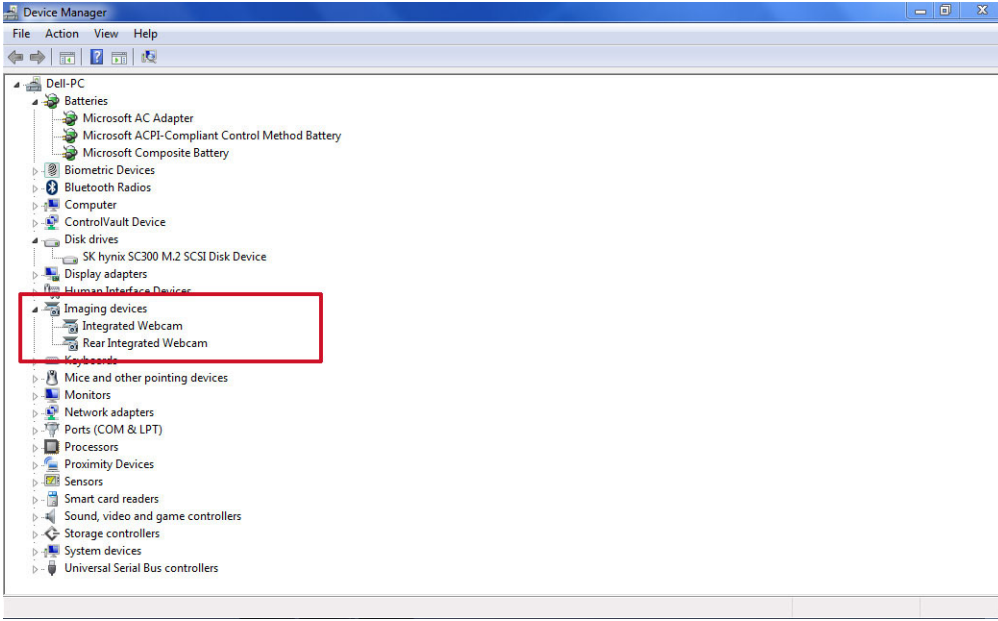 Device Manager
File Action View Help
Dell-PC
Batteries
Microsoft AC Adapter
Microsoft ACPI-Compliant Control Method Battery
Microsoft Composite Battery
Biometric Devices
Bluetooth Radios
Computer
ControlVault Device
Disk drives
SK hynix SC300 M.2 SCSI Disk Device
Display adapters
Human Interface Devices
Imaging devices
Integrated Webcam
Rear Integrated Webcam
Keyboards
Mice and other pointing devices
Monitors
Network adapters
Ports (COM & LPT)
Processors
Proximity Devices
Sensors
Smart card readers
Sound, video and game controllers
Storage controllers
System devices
Universal Serial Bus controllers